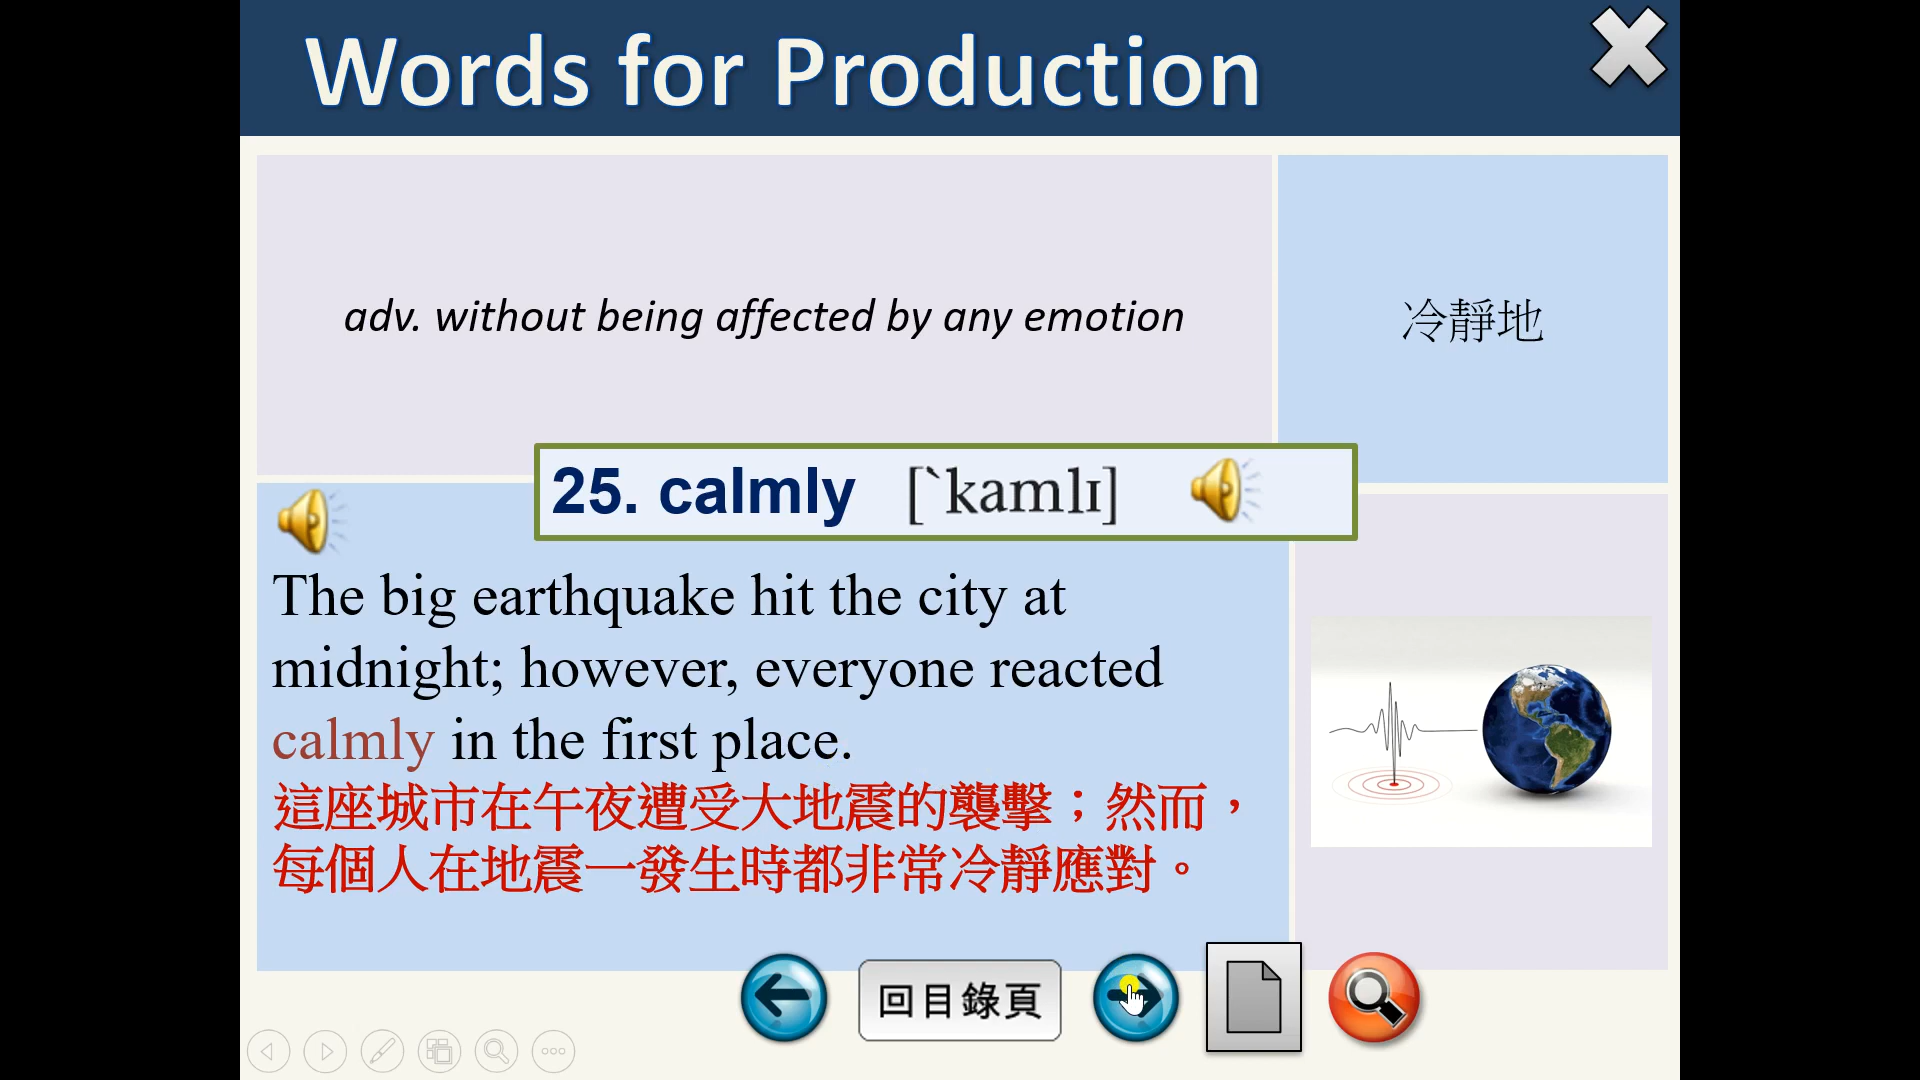 Words for Production
adv. without being affected by any emotion
冷靜地
25. calmly [ˋkamlɪ]
The big earthquake hit the city at
midnight; however, everyone reacted
calmly in the first place.
這座城市在午夜遭受大地震的襲擊；然而，
每個人在地震一發生時都非常冷靜應對。
回目錄頁